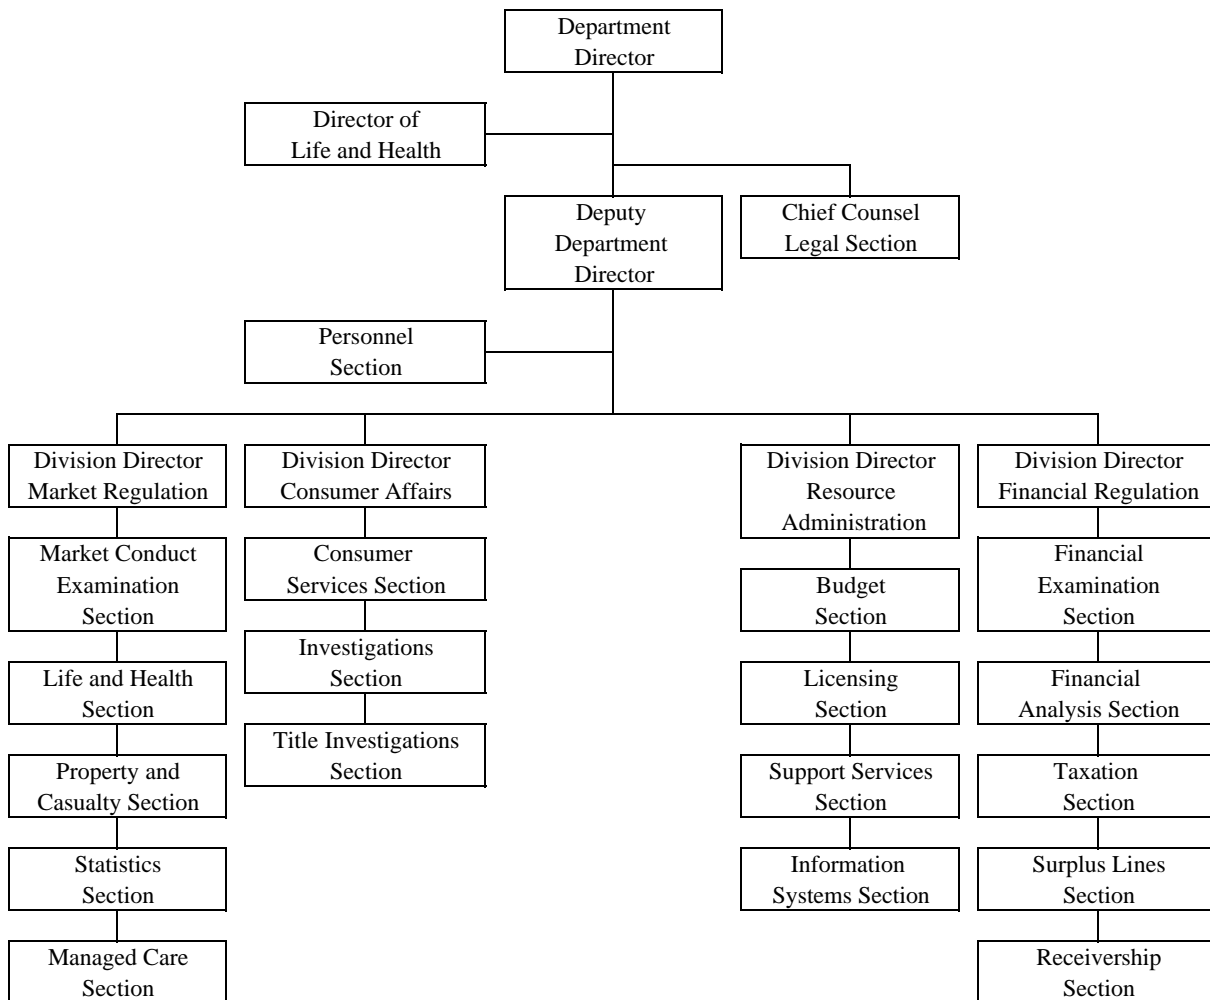 Department
Director
Director of
Life and Health
Deputy
Department
Director
Chief Counsel
Legal Section
Personnel
Section
Division Director
Market Regulation
Market Conduct
Examination
Section
Life and Health
Section
Property and
Casualty Section
Statistics
Section
Managed Care
Section
Division Director
Consumer Affairs
Consumer
Services Section
Investigations
Section
Title Investigations
Section
Division Director
Resource
Administration
Budget
Section
Licensing
Section
Support Services
Section
Information
Systems Section
Division Director
Financial Regulation
Financial
Examination
Section
Financial
Analysis Section
Taxation
Section
Surplus Lines
Section
Receivership
Section